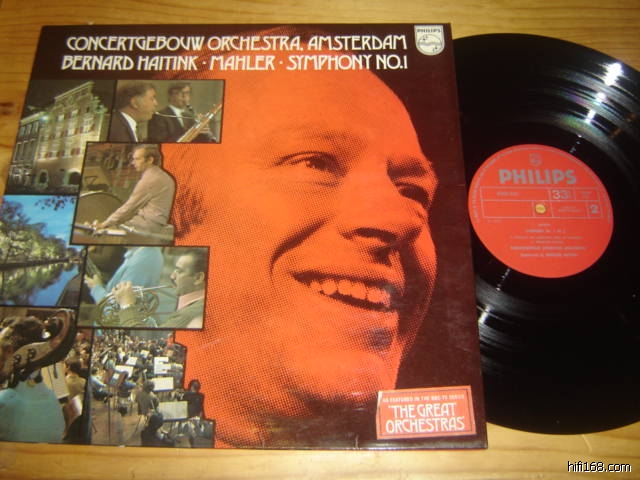 CONCERTGEBOUW ORCHESTRA, AMSTERDAM
BERNARD HAITINK · MAHLER · SYMPHONY NO.1
PHILIPS
AS FEATURED IN THE BBC TV SERIES
'THE GREAT
ORCHESTRAS'
PHILIPS
33
2
hifi168.com